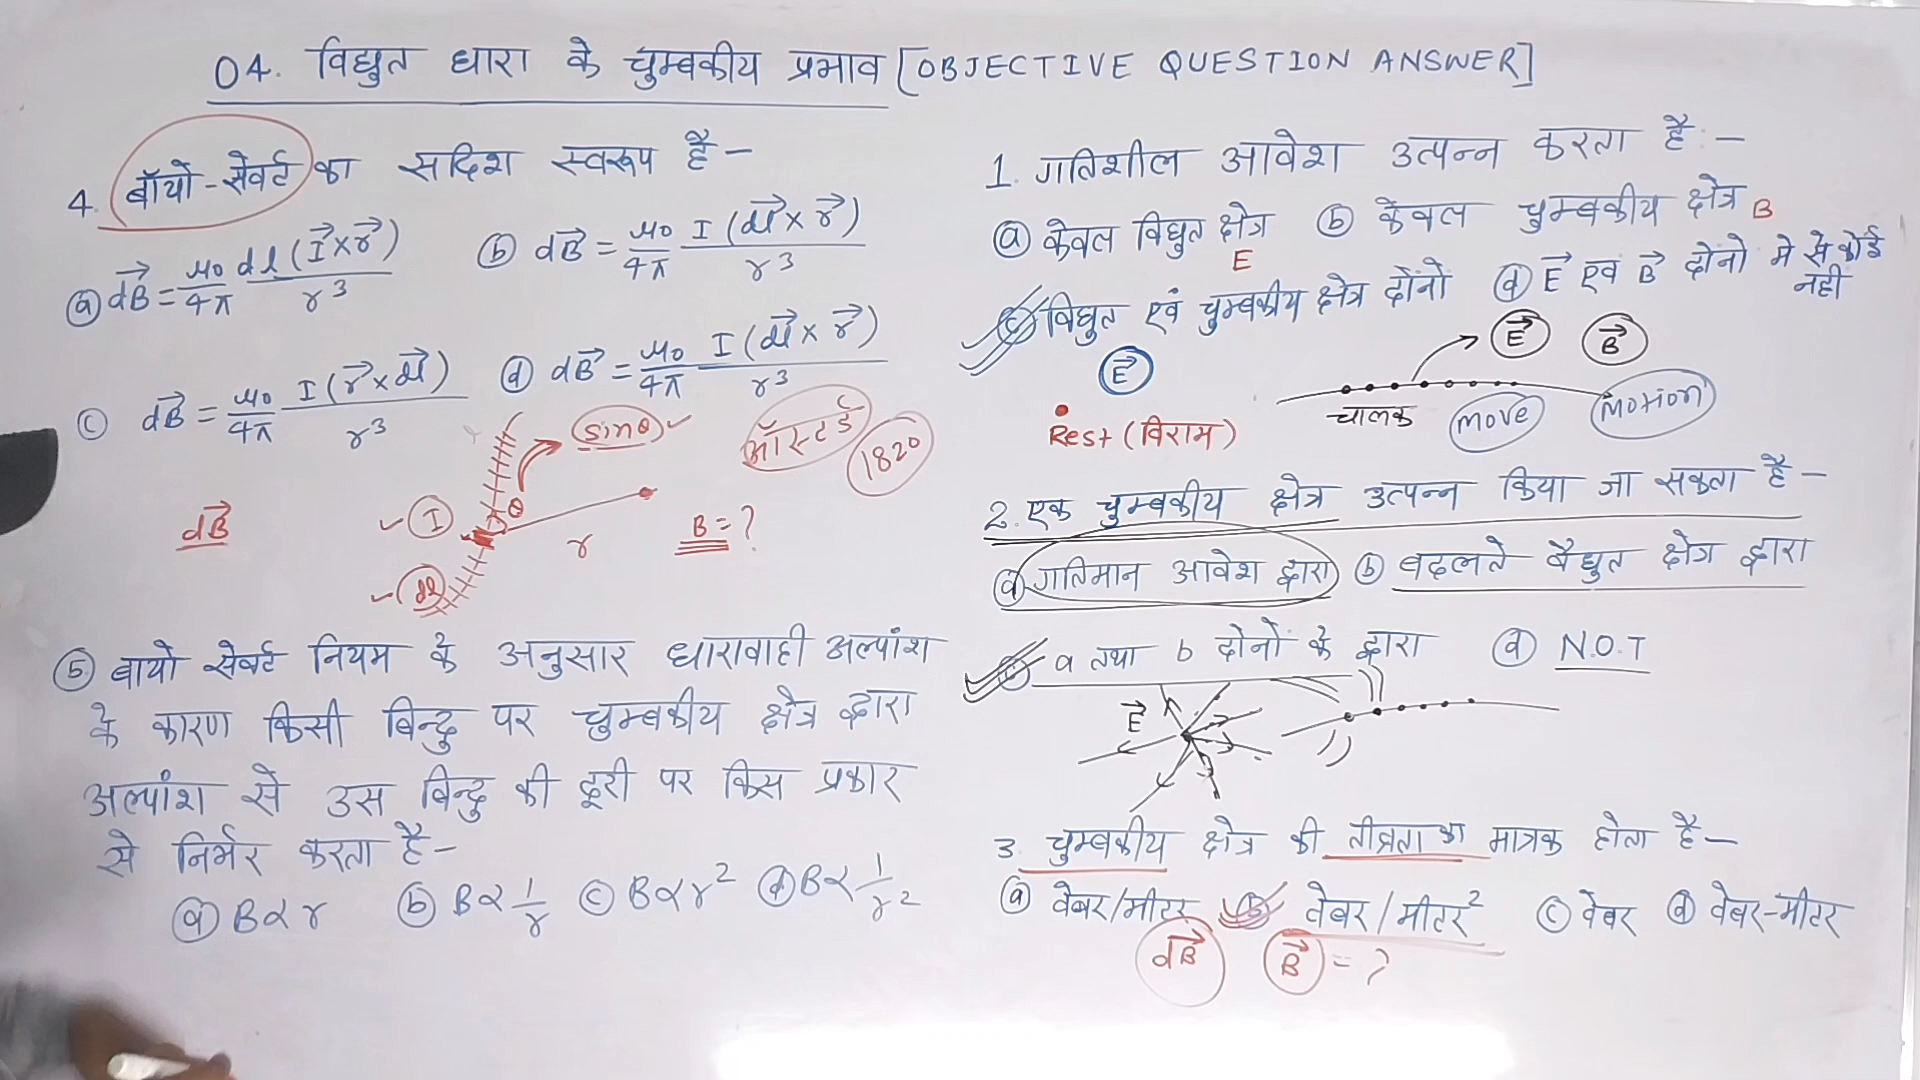 04. विद्युत धारा के चुम्बकीय प्रभाव [OBJECTIVE QUESTION ANSWER]
1. गतिशील आवेश उत्पन्न करता है :-
ⓐ केवल विद्युत क्षेत्र ⓑ केवल चुम्बकीय क्षेत्र B
E
ⓒ विद्युत एवं चुम्बकीय क्षेत्र दोनों ⓓ E⃗ एवं B⃗ दोनो मे से कोई नही
E⃗ E⃗ B⃗
चालक move motion
Rest (विराम)
2. एक चुम्बकीय क्षेत्र उत्पन्न किया जा सकता है -
ⓐ गतिमान आवेश द्वारा ⓑ बदलते वैद्युत क्षेत्र द्वारा
ⓒ a तथा b दोनों के द्वारा ⓓ N.O.T
E⃗
3. चुम्बकीय क्षेत्र की तीव्रता का मात्रक होता है -
ⓐ वेबर/मीटर ⓑ वेबर/मीटर² ⓒ वेबर ⓓ वेबर-मीटर
dB⃗ B⃗ = ?
4. बॉयो-सेवर्ट का सदिश स्वरूप है -
ⓐ dB⃗ = μ₀/4π dl (I⃗ × r⃗)/r³ ⓑ dB⃗ = μ₀/4π I (dl⃗ × r⃗)/r³
ⓒ dB⃗ = μ₀/4π I (r⃗ × dl⃗)/r³ ⓓ dB⃗ = μ₀/4π I (dl⃗ × r⃗)/r³
sinθ ऑस्टर्ड 1820
dB⃗ I θ r B = ?
dl
⑤ बायो सेवर्ट नियम के अनुसार धारावाही अल्पांश
के कारण किसी बिन्दु पर चुम्बकीय क्षेत्र द्वारा
अल्पांश से उस बिन्दु की दूरी पर किस प्रकार
से निर्भर करता है -
ⓐ B∝r ⓑ B∝1/r ⓒ B∝r² ⓓ B∝1/r²